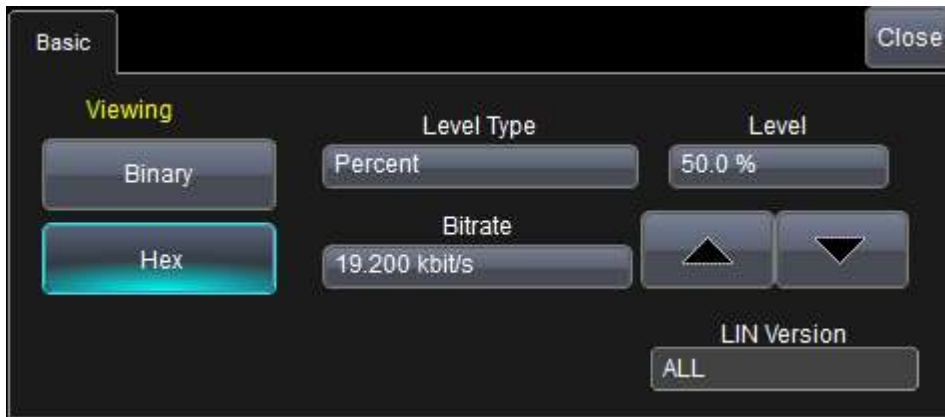 Basic
Close
Viewing
Binary
Hex
Level Type
Percent
Level
50.0 %
Bitrate
19.200 kbit/s
LIN Version
ALL